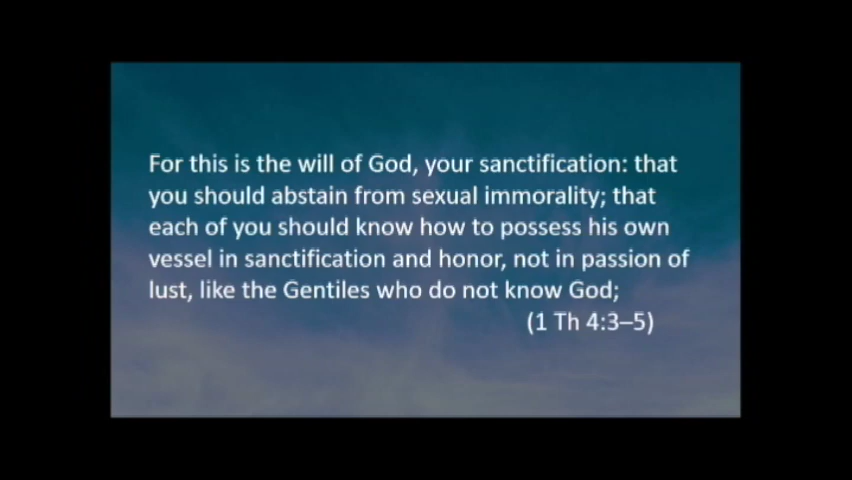 For this is the will of God, your sanctification: that
you should abstain from sexual immorality; that
each of you should know how to possess his own
vessel in sanctification and honor, not in passion of
lust, like the Gentiles who do not know God;
(1 Th 4:3–5)